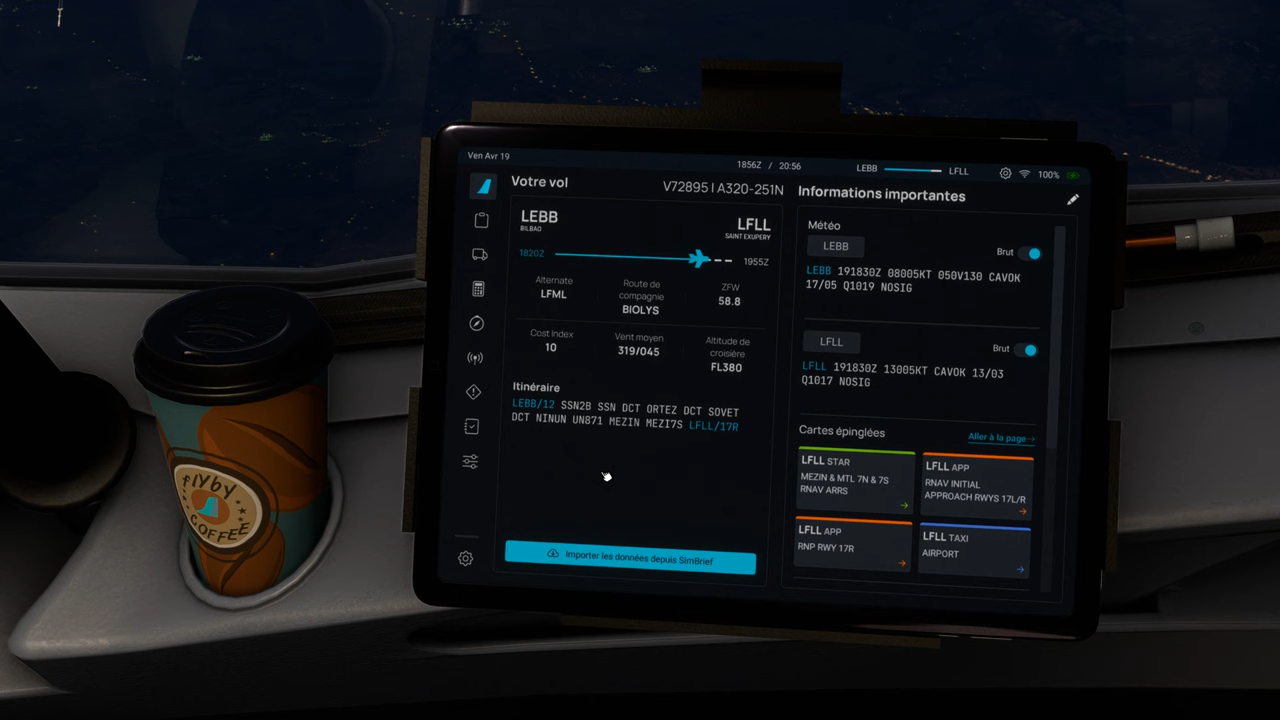 Ven Avr 19
1856Z / 20:56
LEBB LFLL
100%
Votre vol
V72895 | A320-251N
LEBB
BILBAO
LFLL
SAINT EXUPERY
1820Z
1955Z
Alternate
LFML
Route de
compagnie
BIOLYS
ZFW
58.8
Cost Index
10
Vent moyen
319/045
Altitude de
croisière
FL380
Itinéraire
LEBB/12 SSN2B SSN DCT ORTEZ DCT SOVET
DCT NINUN UN871 MEZIN MEZI7S LFLL/17R
Importer les données depuis SimBrief
Informations importantes
Météo
LEBB
Brut
LEBB 191830Z 08005KT 050V130 CAVOK
17/05 Q1019 NOSIG
LFLL
Brut
LFLL 191830Z 13005KT CAVOK 13/03
Q1017 NOSIG
Cartes épinglées
Aller à la page→
LFLL STAR
MEZIN & MTL 7N & 7S
RNAV ARRS
LFLL APP
RNAV INITIAL
APPROACH RWYS 17L/R
LFLL APP
RNP RWY 17R
LFLL TAXI
AIRPORT
flyby
COFFEE